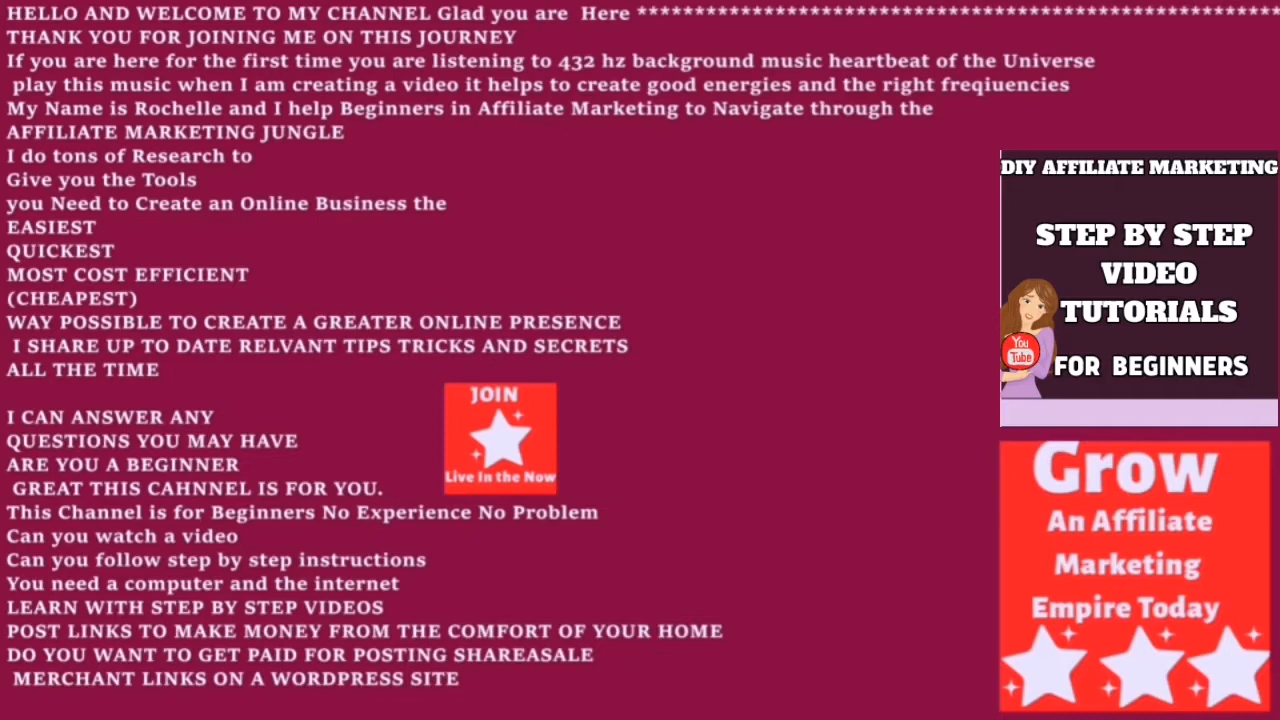 HELLO AND WELCOME TO MY CHANNEL Glad you are  Here ********************************************************
THANK YOU FOR JOINING ME ON THIS JOURNEY
If you are here for the first time you are listening to 432 hz background music heartbeat of the Universe
play this music when I am creating a video it helps to create good energies and the right freqiuencies
My Name is Rochelle and I help Beginners in Affiliate Marketing to Navigate through the
AFFILIATE MARKETING JUNGLE
I do tons of Research to
Give you the Tools
you Need to Create an Online Business the
EASIEST
QUICKEST
MOST COST EFFICIENT
(CHEAPEST)
WAY POSSIBLE TO CREATE A GREATER ONLINE PRESENCE
I SHARE UP TO DATE RELVANT TIPS TRICKS AND SECRETS
ALL THE TIME
I CAN ANSWER ANY
QUESTIONS YOU MAY HAVE
ARE YOU A BEGINNER
GREAT THIS CAHNNEL IS FOR YOU.
This Channel is for Beginners No Experience No Problem
Can you watch a video
Can you follow step by step instructions
You need a computer and the internet
LEARN WITH STEP BY STEP VIDEOS
POST LINKS TO MAKE MONEY FROM THE COMFORT OF YOUR HOME
DO YOU WANT TO GET PAID FOR POSTING SHAREASALE
MERCHANT LINKS ON A WORDPRESS SITE
JOIN
Live In the Now
DIY AFFILIATE MARKETING
STEP BY STEP
VIDEO
TUTORIALS
You
Tube
FOR BEGINNERS
Grow
An Affiliate
Marketing
Empire Today